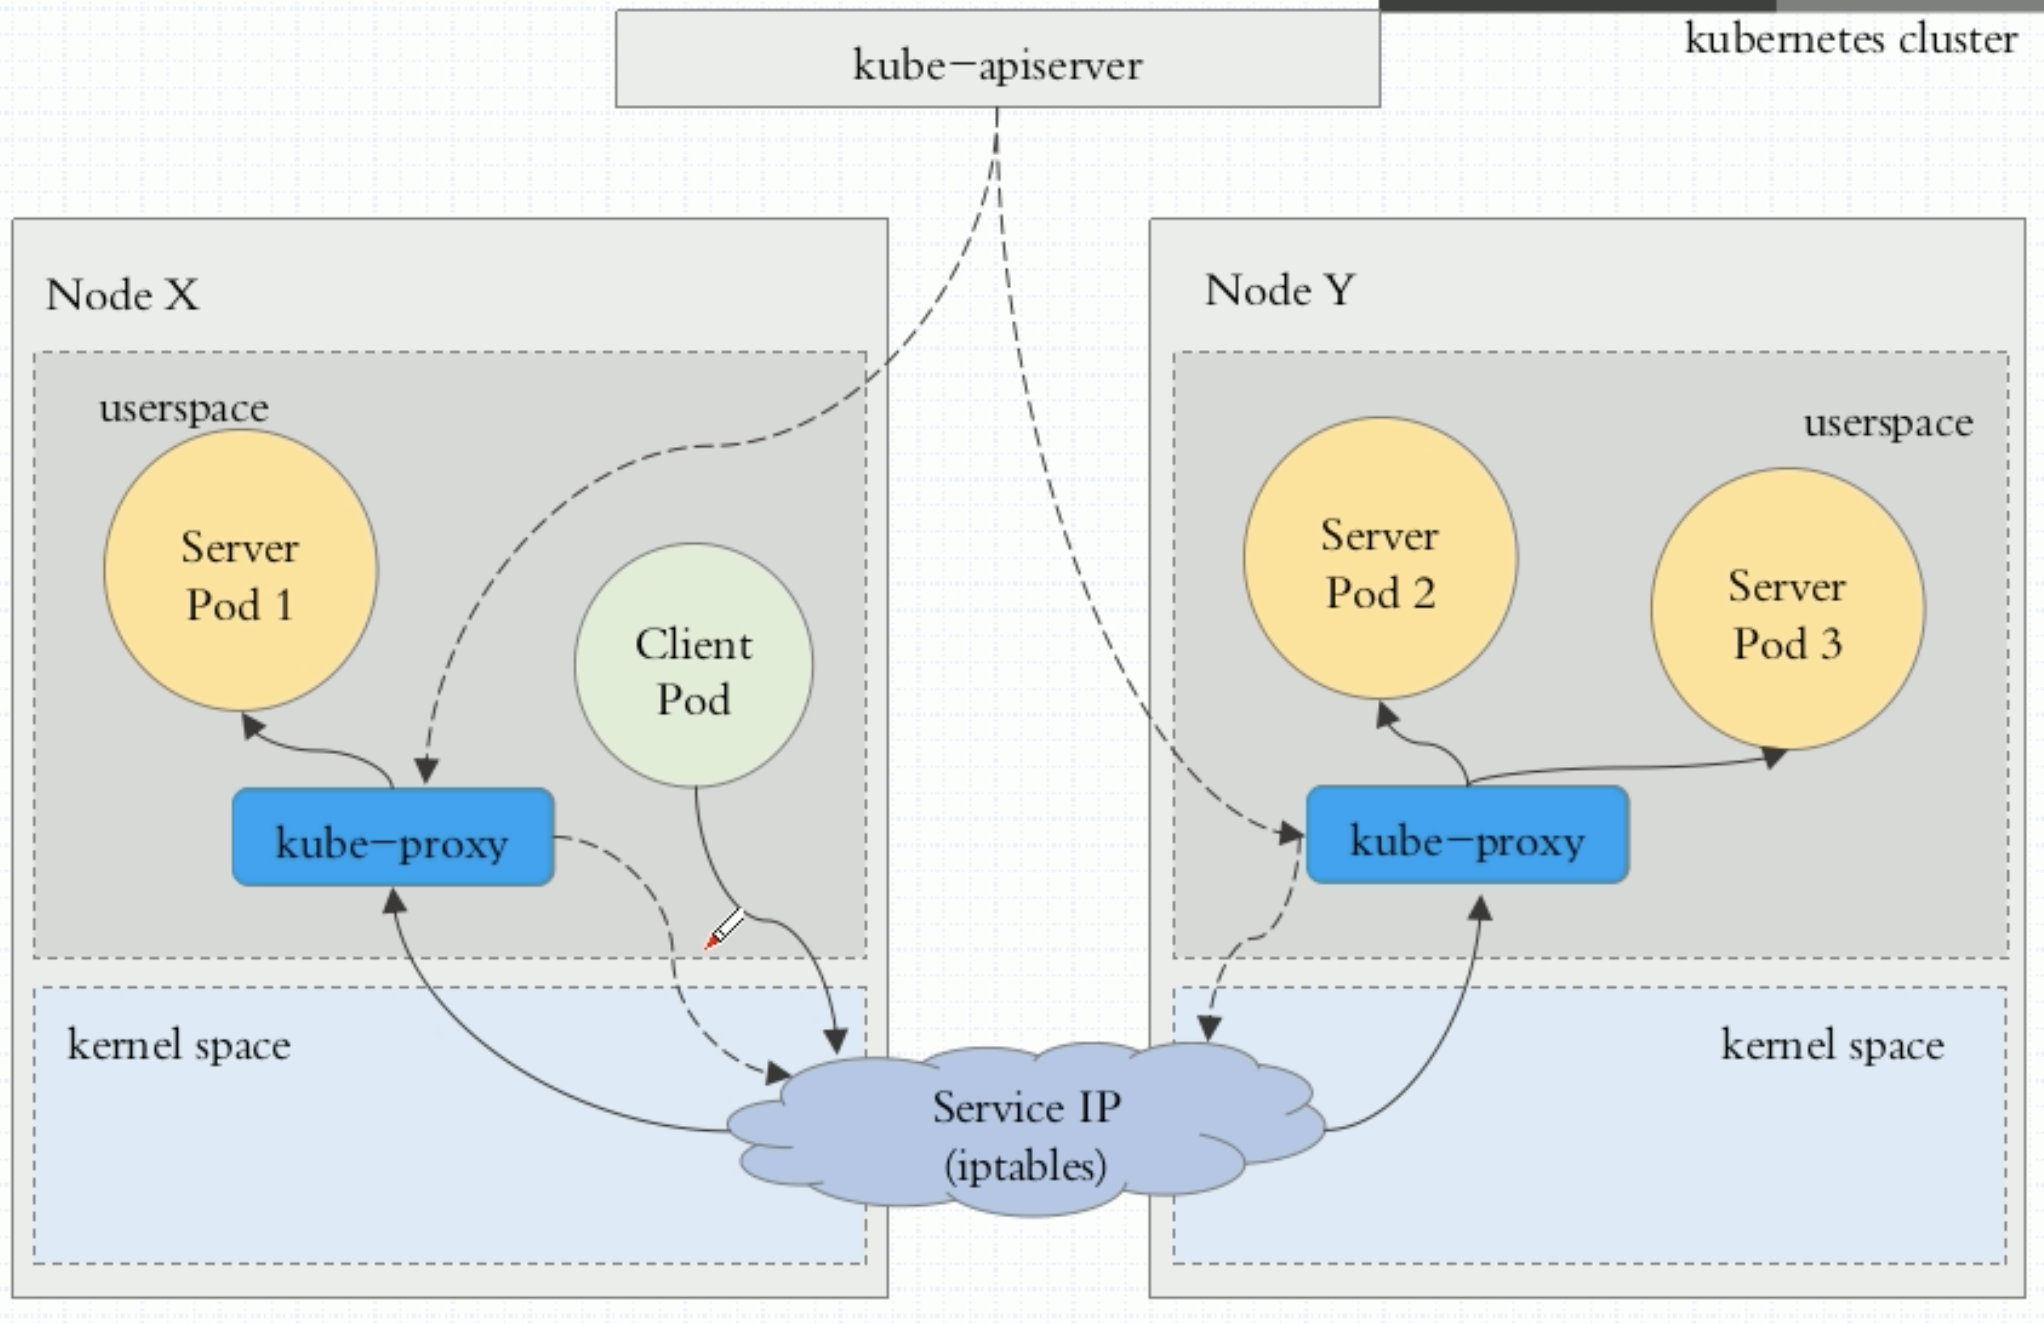 kube-apiserver
kubernetes cluster
Node X
userspace
Server
Pod 1
Client
Pod
kube-proxy
kernel space
Node Y
userspace
Server
Pod 2
Server
Pod 3
kube-proxy
kernel space
Service IP
(iptables)